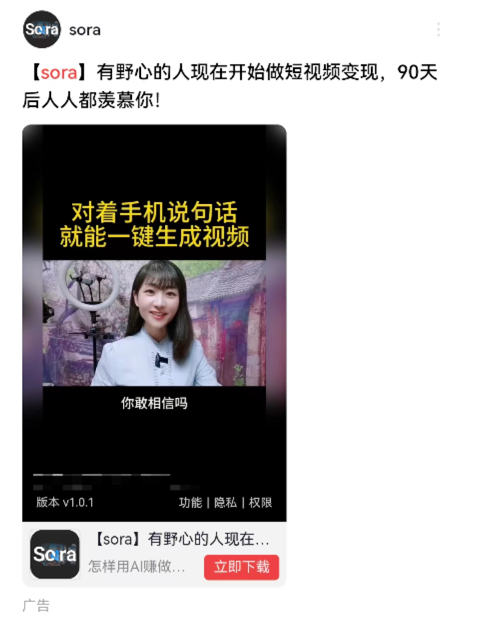 Sora sora
【sora】有野心的人现在开始做短视频变现，90天
后人人都羡慕你！
对着手机说句话
就能一键生成视频
你敢相信吗
版本 v1.0.1 功能 | 隐私 | 权限
Sora
【sora】有野心的人现在...
怎样用AI赚做... 立即下载
广告